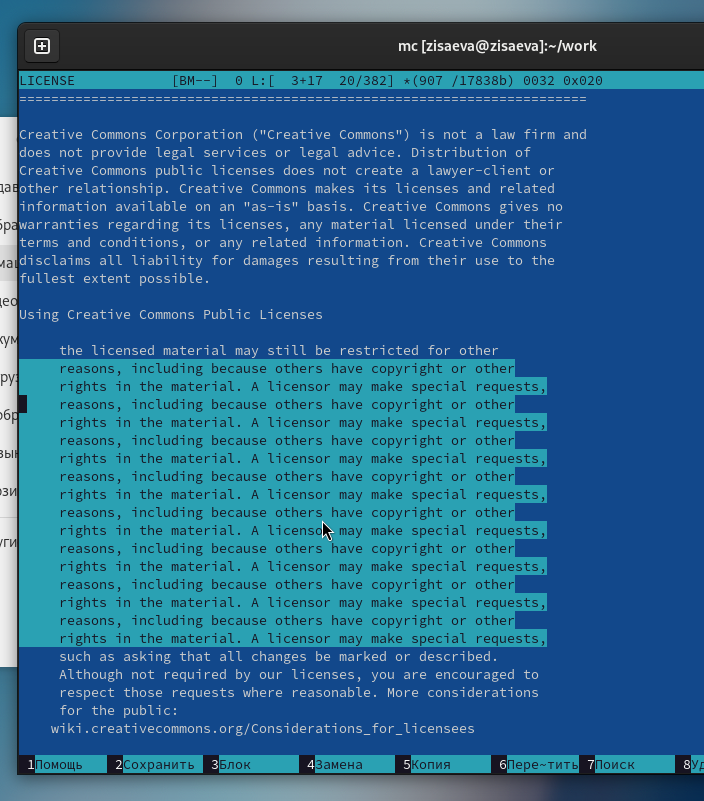 mc [zisaeva@zisaeva]:~/work
LICENSE [BM--] 0 L:[ 3+17 20/382] *(907 /17838b) 0032 0x020
=======================================================================
Creative Commons Corporation ("Creative Commons") is not a law firm and
does not provide legal services or legal advice. Distribution of
Creative Commons public licenses does not create a lawyer-client or
other relationship. Creative Commons makes its licenses and related
information available on an "as-is" basis. Creative Commons gives no
warranties regarding its licenses, any material licensed under their
terms and conditions, or any related information. Creative Commons
disclaims all liability for damages resulting from their use to the
fullest extent possible.
Using Creative Commons Public Licenses
the licensed material may still be restricted for other
reasons, including because others have copyright or other
rights in the material. A licensor may make special requests,
reasons, including because others have copyright or other
rights in the material. A licensor may make special requests,
reasons, including because others have copyright or other
rights in the material. A licensor may make special requests,
reasons, including because others have copyright or other
rights in the material. A licensor may make special requests,
reasons, including because others have copyright or other
rights in the material. A licensor may make special requests,
reasons, including because others have copyright or other
rights in the material. A licensor may make special requests,
reasons, including because others have copyright or other
rights in the material. A licensor may make special requests,
reasons, including because others have copyright or other
rights in the material. A licensor may make special requests,
such as asking that all changes be marked or described.
Although not required by our licenses, you are encouraged to
respect those requests where reasonable. More considerations
for the public:
wiki.creativecommons.org/Considerations_for_licensees
1Помощь 2Сохранить 3Блок 4Замена 5Копия 6Пере~тить 7Поиск 8